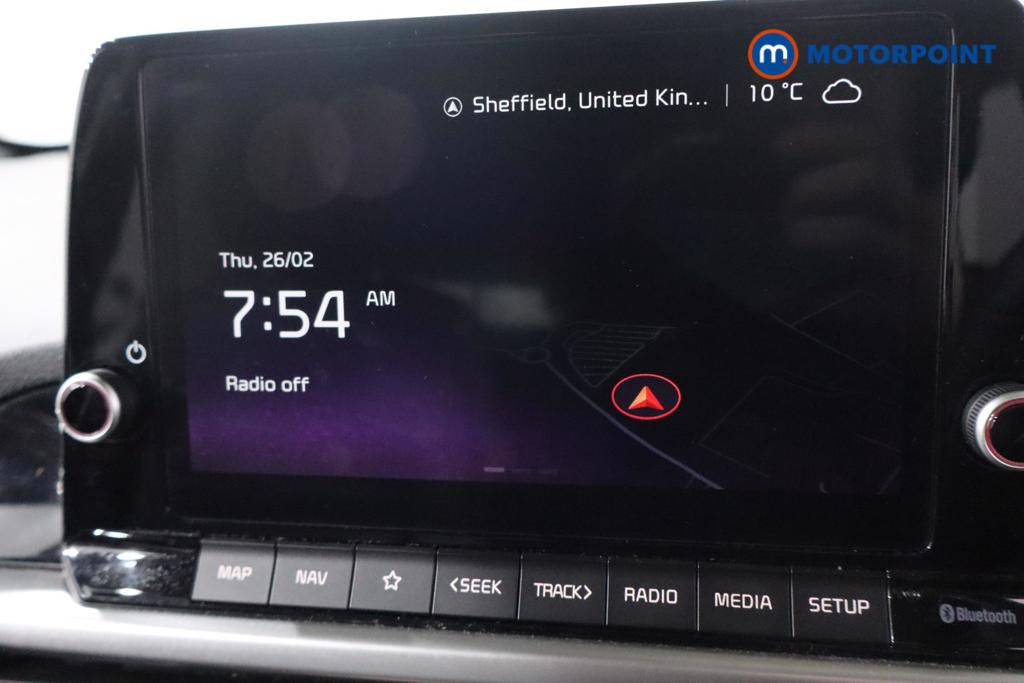 MOTORPOINT
Sheffield, United Kin... 10 °C
Thu, 26/02
7:54 AM
Radio off
MAP NAV <SEEK TRACK> RADIO MEDIA SETUP
Bluetooth